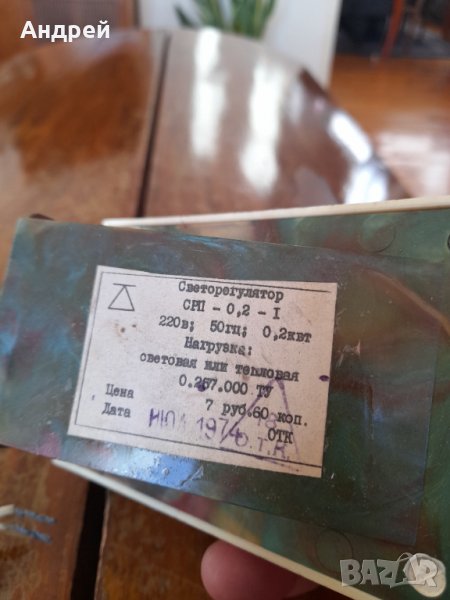 Андрей
Светорегулятор
СРП - 0,2 - I
220в; 50гц; 0,2квт
Нагрузка:
световая или тепловая
0.257.000 ТУ
Цена 7 руб.60 коп.
Дата 1974 ОТК
О.Т.К.
BAZAR